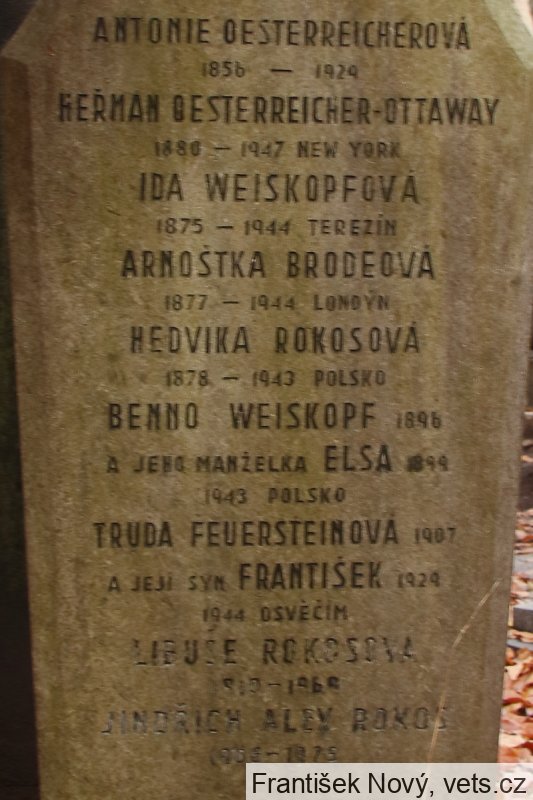 ANTONIE OESTERREICHEROVÁ
1856 — 1929
HEŘMAN OESTERREICHER-OTTAWAY
1880 — 1947 NEW YORK
IDA WEISKOPFOVÁ
1875 — 1944 TEREZÍN
ARNOŠTKA BRODEOVÁ
1877 — 1944 LONDÝN
HEDVIKA ROKOSOVÁ
1878 — 1943 POLSKO
BENNO WEISKOPF 1896
A JEHO MANŽELKA ELSA 1899
1943 POLSKO
TRUDA FEUERSTEINOVÁ 1907
A JEJÍ SYN FRANTIŠEK 1929
1944 OSVĚČIM
LIBUŠE ROKOSOVÁ
JINDŘICH ALEX ROKOS
František Nový, vets.cz